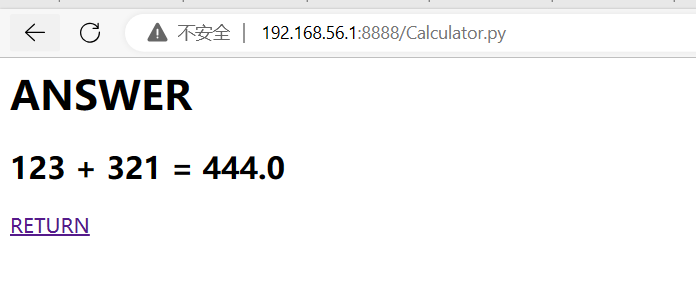 不安全 | 192.168.56.1:8888/Calculator.py
ANSWER
123 + 321 = 444.0
RETURN